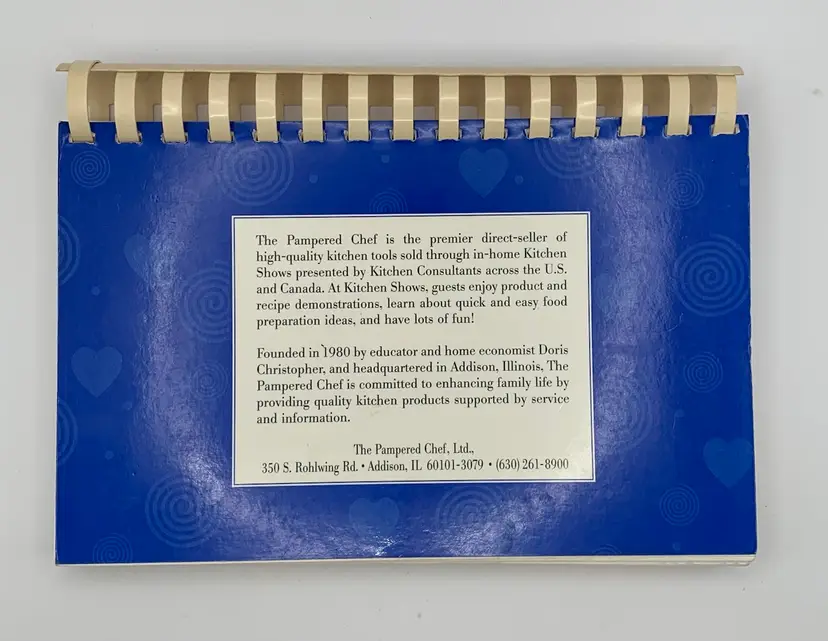 The Pampered Chef is the premier direct-seller of
high-quality kitchen tools sold through in-home Kitchen
Shows presented by Kitchen Consultants across the U.S.
and Canada. At Kitchen Shows, guests enjoy product and
recipe demonstrations, learn about quick and easy food
preparation ideas, and have lots of fun!
Founded in 1980 by educator and home economist Doris
Christopher, and headquartered in Addison, Illinois, The
Pampered Chef is committed to enhancing family life by
providing quality kitchen products supported by service
and information.
The Pampered Chef, Ltd.,
350 S. Rohlwing Rd. • Addison, IL 60101-3079 • (630) 261-8900